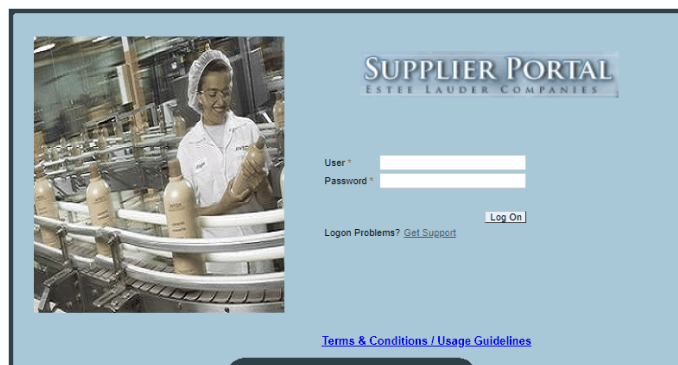 SUPPLIER PORTAL
ESTEE LAUDER COMPANIES
User *
Password *
Log On
Logon Problems? Get Support
Terms & Conditions / Usage Guidelines